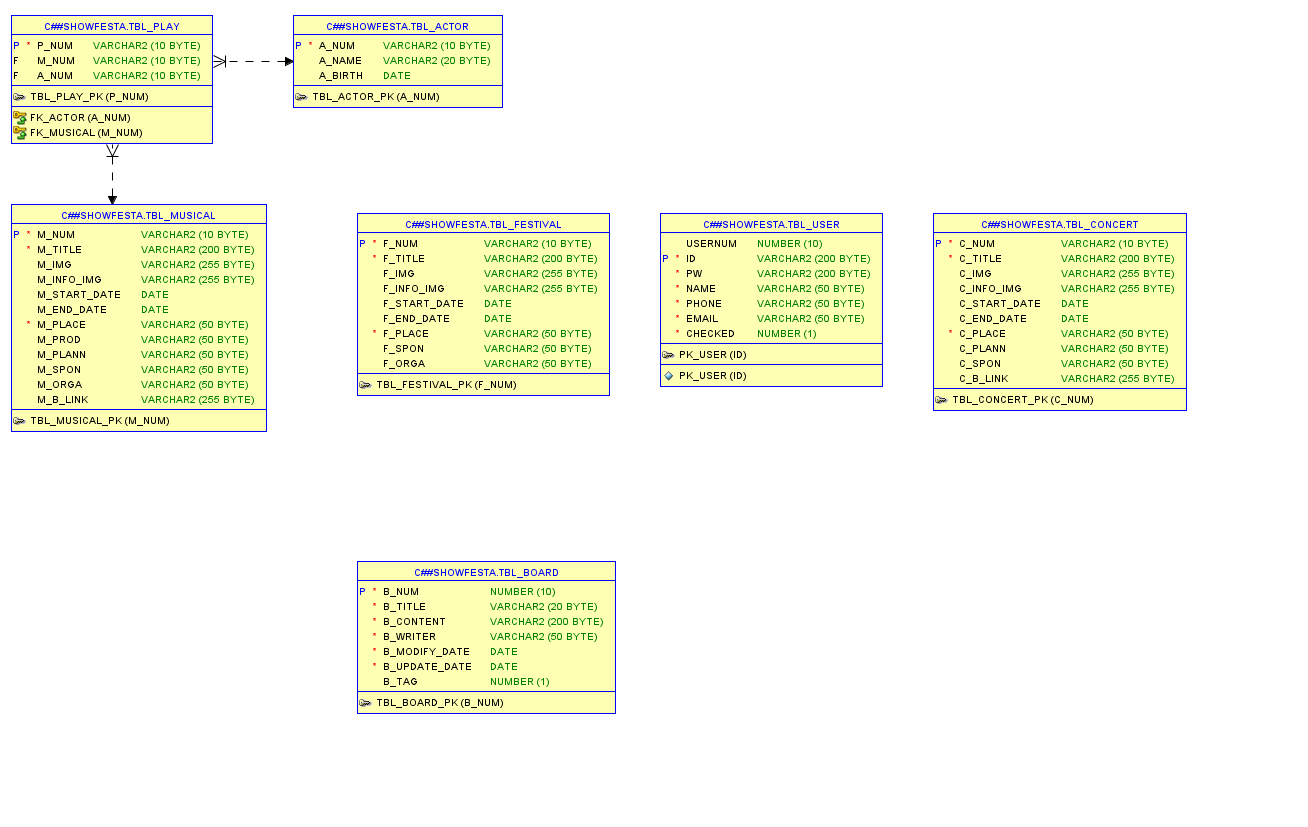 C##SHOWFESTA.TBL_PLAY
P * P_NUM VARCHAR2 (10 BYTE)
F M_NUM VARCHAR2 (10 BYTE)
F A_NUM VARCHAR2 (10 BYTE)
TBL_PLAY_PK (P_NUM)
FK_ACTOR (A_NUM)
FK_MUSICAL (M_NUM)
C##SHOWFESTA.TBL_ACTOR
P * A_NUM VARCHAR2 (10 BYTE)
A_NAME VARCHAR2 (20 BYTE)
A_BIRTH DATE
TBL_ACTOR_PK (A_NUM)
C##SHOWFESTA.TBL_MUSICAL
P * M_NUM VARCHAR2 (10 BYTE)
* M_TITLE VARCHAR2 (200 BYTE)
M_IMG VARCHAR2 (255 BYTE)
M_INFO_IMG VARCHAR2 (255 BYTE)
M_START_DATE DATE
M_END_DATE DATE
* M_PLACE VARCHAR2 (50 BYTE)
M_PROD VARCHAR2 (50 BYTE)
M_PLANN VARCHAR2 (50 BYTE)
M_SPON VARCHAR2 (50 BYTE)
M_ORGA VARCHAR2 (50 BYTE)
M_B_LINK VARCHAR2 (255 BYTE)
TBL_MUSICAL_PK (M_NUM)
C##SHOWFESTA.TBL_FESTIVAL
P * F_NUM VARCHAR2 (10 BYTE)
* F_TITLE VARCHAR2 (200 BYTE)
F_IMG VARCHAR2 (255 BYTE)
F_INFO_IMG VARCHAR2 (255 BYTE)
F_START_DATE DATE
F_END_DATE DATE
* F_PLACE VARCHAR2 (50 BYTE)
F_SPON VARCHAR2 (50 BYTE)
F_ORGA VARCHAR2 (50 BYTE)
TBL_FESTIVAL_PK (F_NUM)
C##SHOWFESTA.TBL_USER
USERNUM NUMBER (10)
P * ID VARCHAR2 (200 BYTE)
* PW VARCHAR2 (200 BYTE)
* NAME VARCHAR2 (50 BYTE)
* PHONE VARCHAR2 (50 BYTE)
* EMAIL VARCHAR2 (50 BYTE)
* CHECKED NUMBER (1)
PK_USER (ID)
PK_USER (ID)
C##SHOWFESTA.TBL_CONCERT
P * C_NUM VARCHAR2 (10 BYTE)
* C_TITLE VARCHAR2 (200 BYTE)
C_IMG VARCHAR2 (255 BYTE)
C_INFO_IMG VARCHAR2 (255 BYTE)
C_START_DATE DATE
C_END_DATE DATE
* C_PLACE VARCHAR2 (50 BYTE)
C_PLANN VARCHAR2 (50 BYTE)
C_SPON VARCHAR2 (50 BYTE)
C_B_LINK VARCHAR2 (255 BYTE)
TBL_CONCERT_PK (C_NUM)
C##SHOWFESTA.TBL_BOARD
P * B_NUM NUMBER (10)
* B_TITLE VARCHAR2 (20 BYTE)
* B_CONTENT VARCHAR2 (200 BYTE)
* B_WRITER VARCHAR2 (50 BYTE)
* B_MODIFY_DATE DATE
* B_UPDATE_DATE DATE
B_TAG NUMBER (1)
TBL_BOARD_PK (B_NUM)